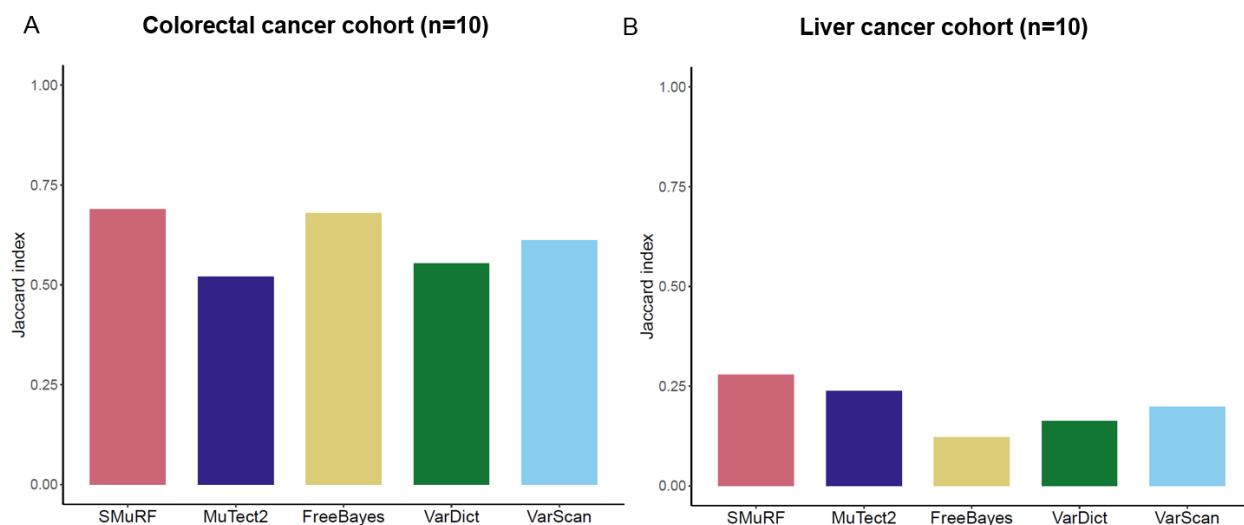 A
Colorectal cancer cohort (n=10)
Jaccard index
1.00
0.75
0.50
0.25
0.00
SMuRF MuTect2 FreeBayes VarDict VarScan
B
Liver cancer cohort (n=10)
Jaccard index
1.00
0.75
0.50
0.25
0.00
SMuRF MuTect2 FreeBayes VarDict VarScan